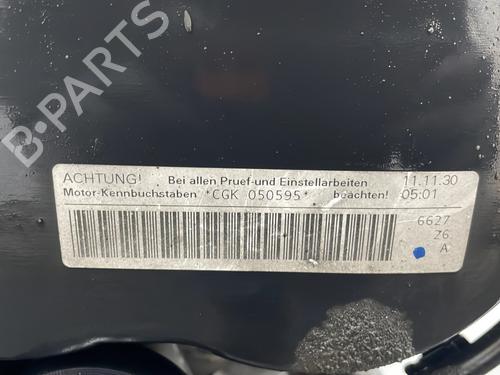 B-PARTS
ACHTUNG! Bei allen Pruef-und Einstellarbeiten 11.11.30
Motor-Kennbuchstaben *CGK 050595* beachten! 05:01
6627
Z6
A